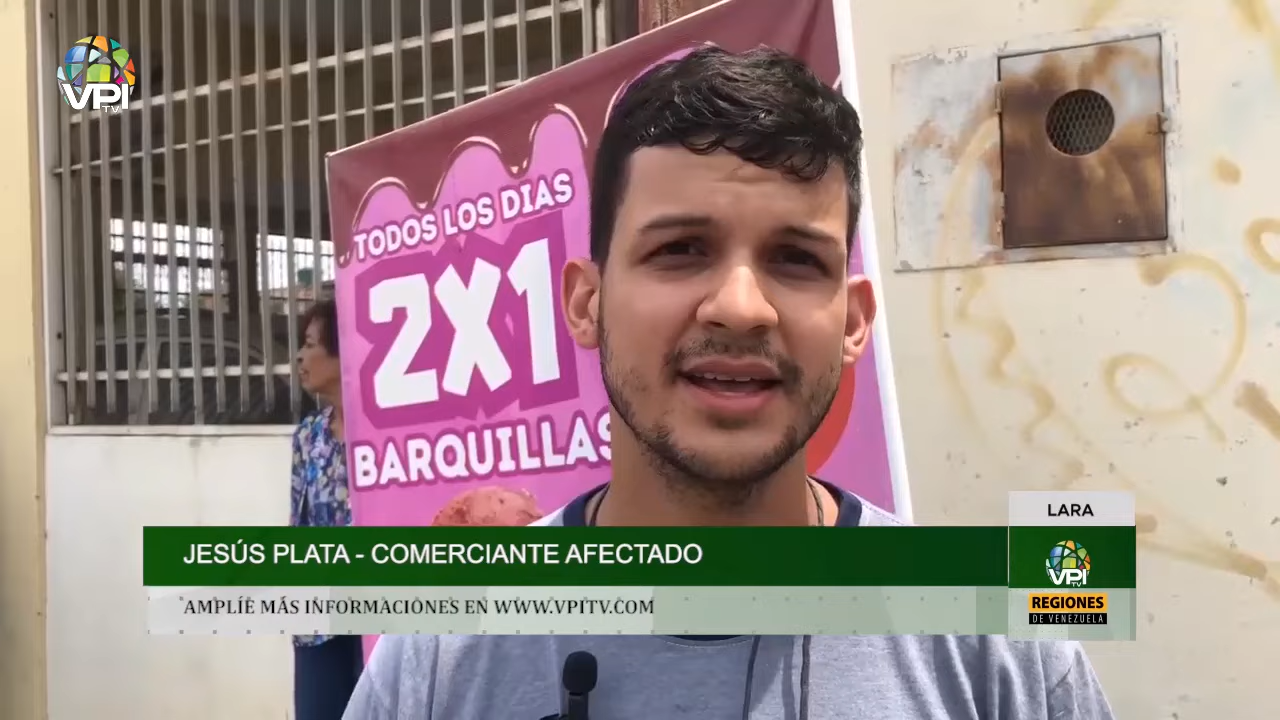 VPI
TV
TODOS LOS DIAS
2X1
BARQUILLAS
LARA
JESÚS PLATA - COMERCIANTE AFECTADO
VPI
TV
AMPLÍE MÁS INFORMACIONES EN WWW.VPITV.COM
REGIONES
DE VENEZUELA